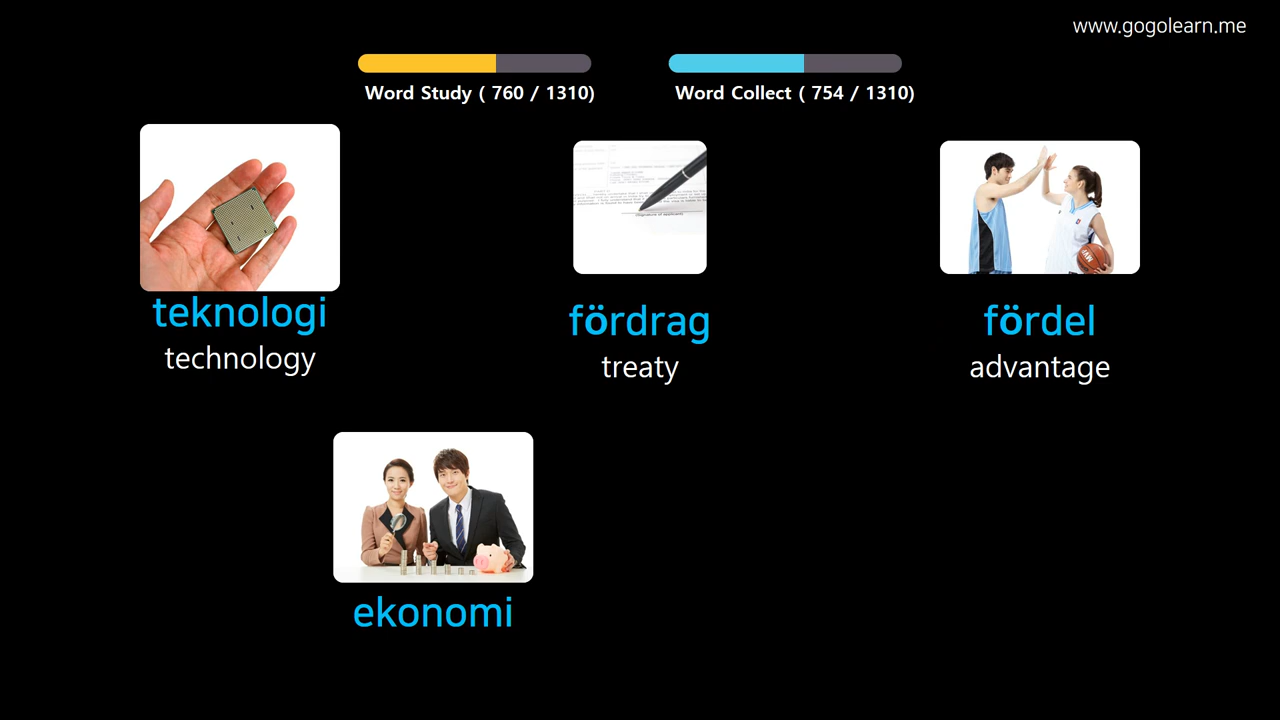 www.gogolearn.me
Word Study ( 760 / 1310)
Word Collect ( 754 / 1310)
teknologi
technology
fördrag
treaty
fördel
advantage
ekonomi